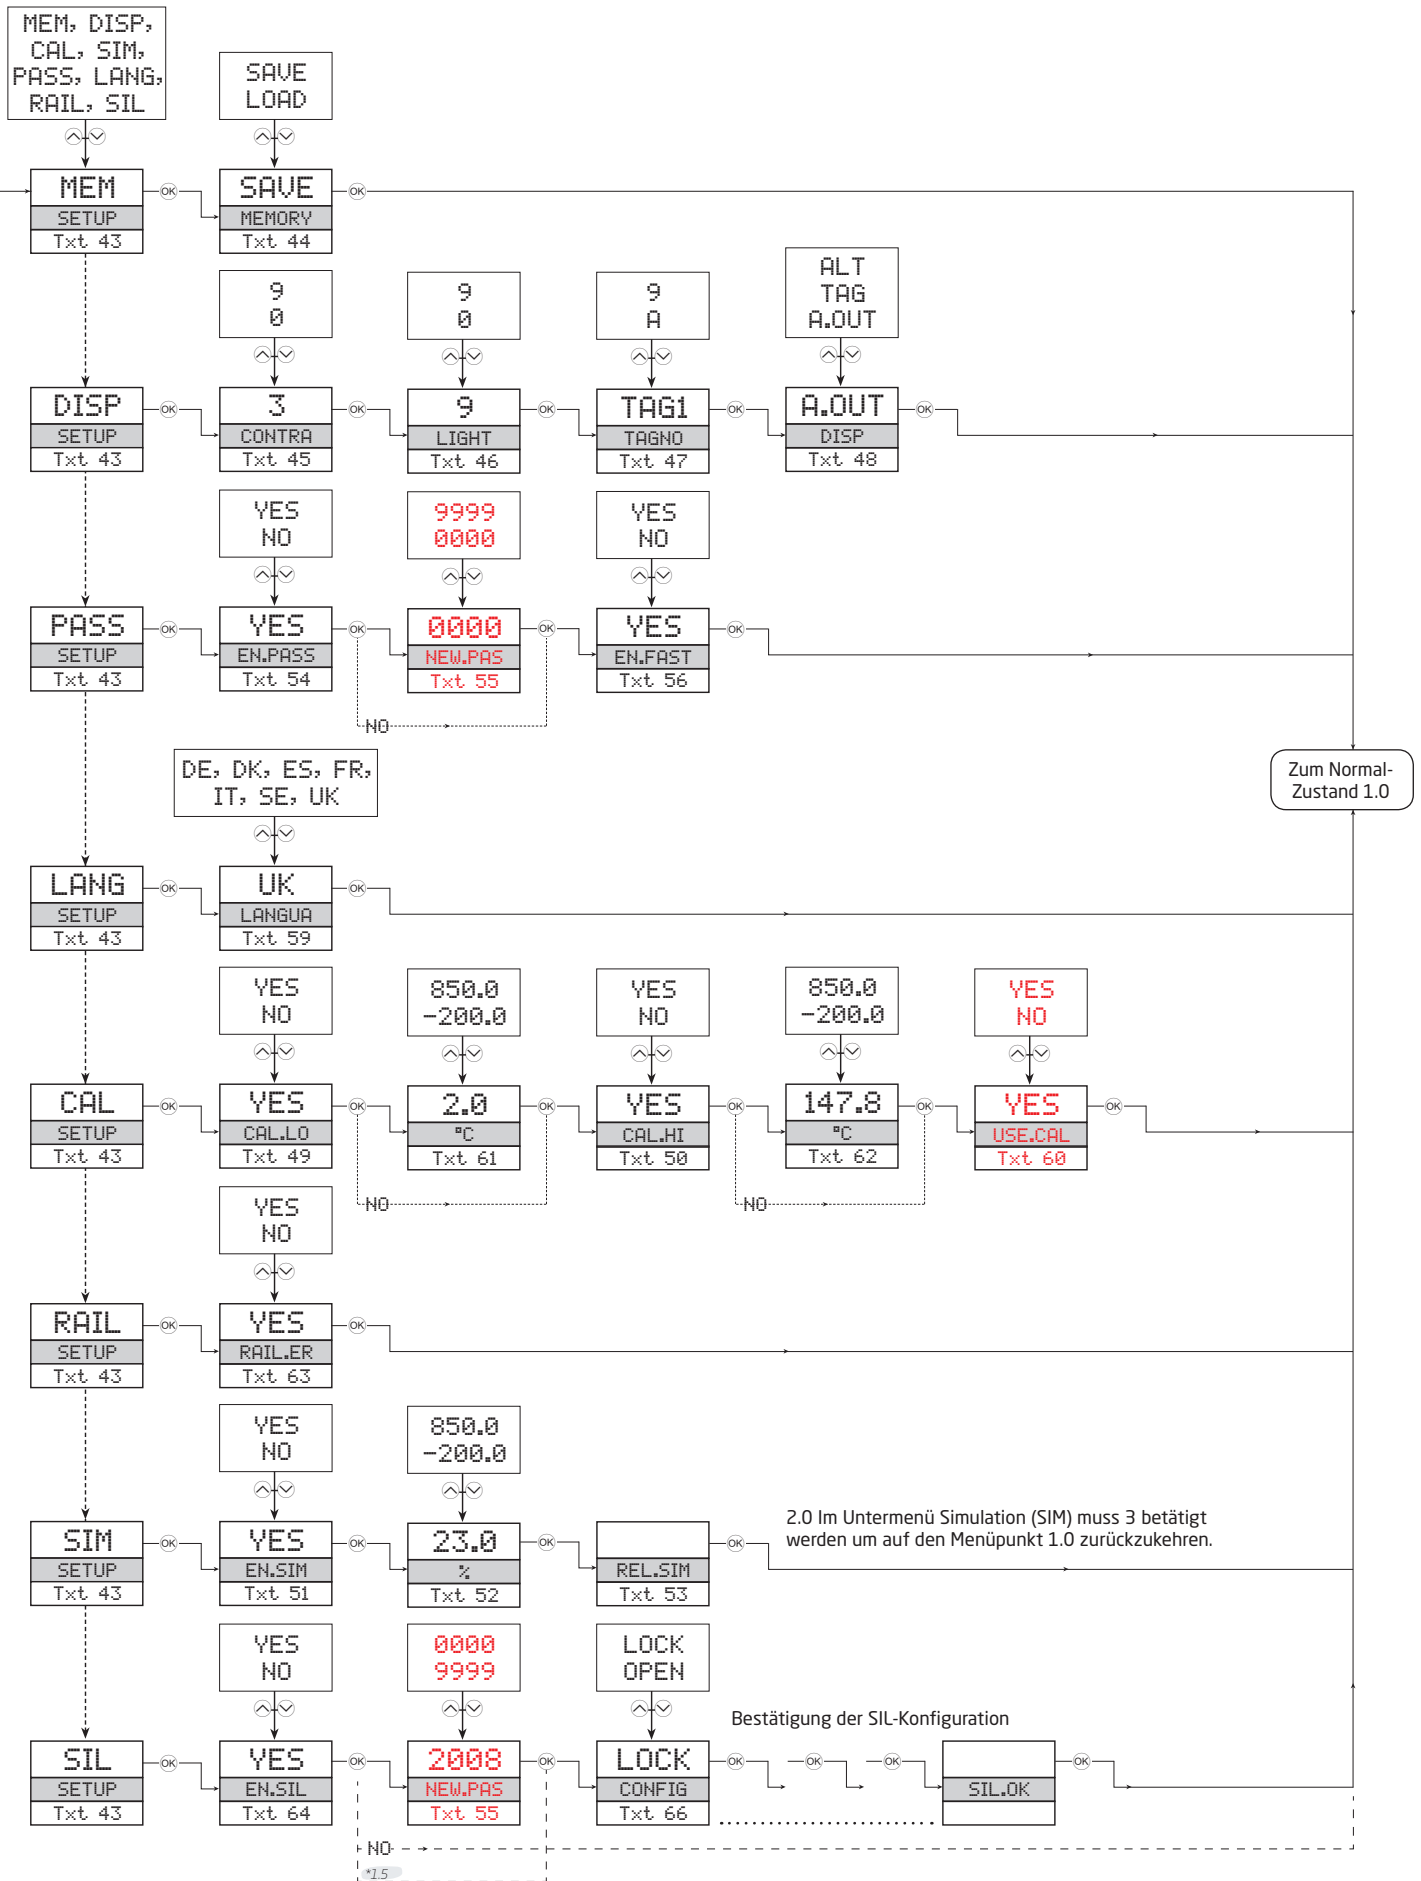 MEM, DISP,
CAL, SIM,
PASS, LANG,
RAIL, SIL
SAVE
LOAD
MEM
SETUP
Txt 43
OK
SAVE
MEMORY
Txt 44
OK
9
0
9
0
9
A
ALT
TAG
A.OUT
DISP
SETUP
Txt 43
OK
3
CONTRA
Txt 45
OK
9
LIGHT
Txt 46
OK
TAG1
TAGNO
Txt 47
OK
A.OUT
DISP
Txt 48
OK
YES
NO
9999
0000
YES
NO
PASS
SETUP
Txt 43
OK
YES
EN.PASS
Txt 54
OK
0000
NEW.PAS
Txt 55
OK
YES
EN.FAST
Txt 56
OK
NO
Zum Normal-
Zustand 1.0
DE, DK, ES, FR,
IT, SE, UK
LANG
SETUP
Txt 43
OK
UK
LANGUA
Txt 59
OK
YES
NO
850.0
-200.0
YES
NO
850.0
-200.0
YES
NO
CAL
SETUP
Txt 43
OK
YES
CAL.LO
Txt 49
OK
2.0
°C
Txt 61
OK
YES
CAL.HI
Txt 50
OK
147.8
°C
Txt 62
OK
YES
USE.CAL
Txt 60
OK
NO
NO
YES
NO
RAIL
SETUP
Txt 43
OK
YES
RAIL.ER
Txt 63
OK
YES
NO
850.0
-200.0
2.0 Im Untermenü Simulation (SIM) muss 3 betätigt
werden um auf den Menüpunkt 1.0 zurückzukehren.
SIM
SETUP
Txt 43
OK
YES
EN.SIM
Txt 51
OK
23.0
%
Txt 52
OK
REL.SIM
Txt 53
OK
YES
NO
0000
9999
LOCK
OPEN
Bestätigung der SIL-Konfiguration
SIL
SETUP
Txt 43
OK
YES
EN.SIL
Txt 64
OK
2008
NEW.PAS
Txt 55
OK
LOCK
CONFIG
Txt 66
OK
OK
OK
SIL.OK
OK
NO
*1.5